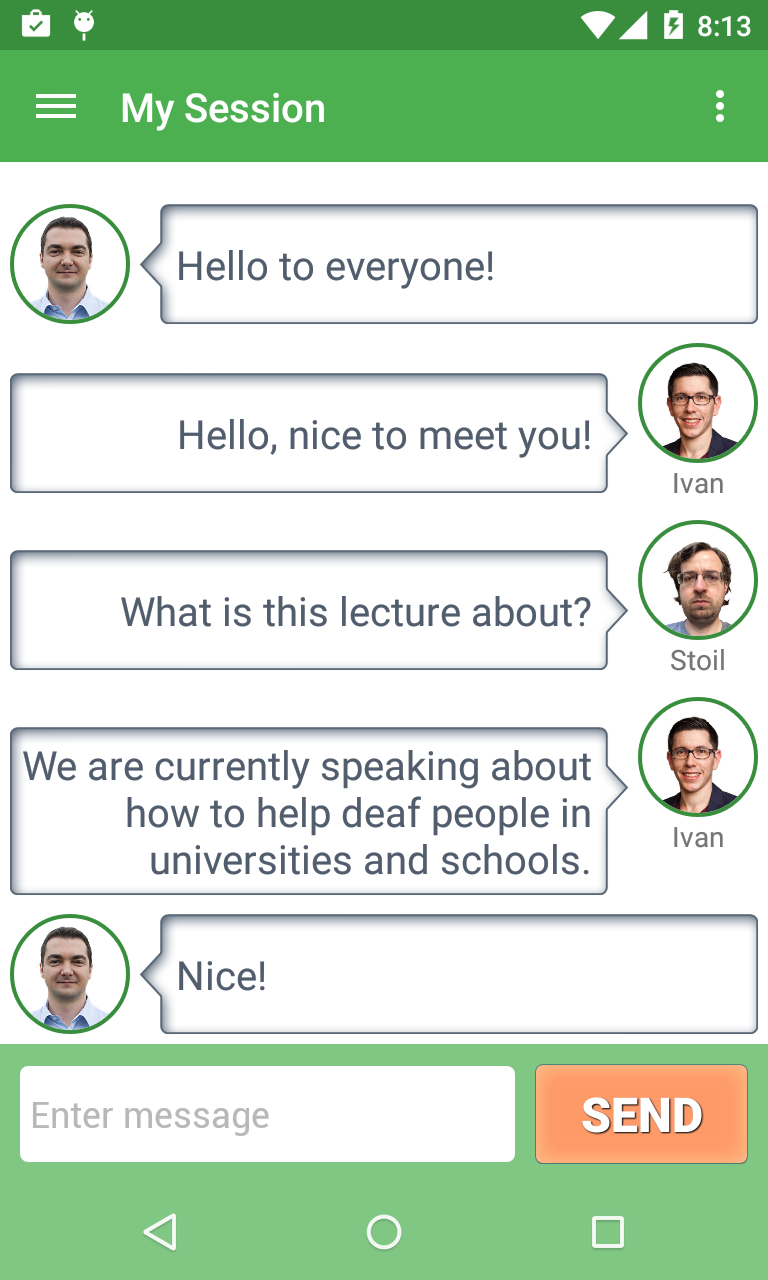 8:13
My Session
Hello to everyone!
Hello, nice to meet you!
Ivan
What is this lecture about?
Stoil
We are currently speaking about
how to help deaf people in
universities and schools.
Ivan
Nice!
Enter message
SEND